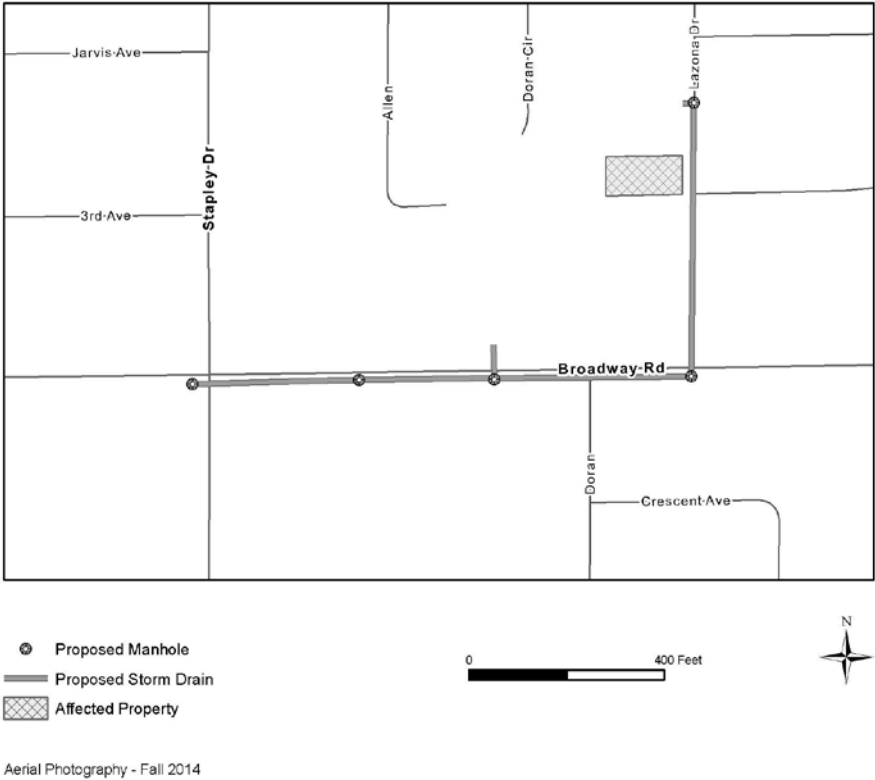 Jarvis Ave
Allen
Doran Cir
Lazona Dr
Stapley Dr
3rd Ave
Broadway Rd
Doran
Crescent Ave
N
Proposed Manhole
0 400 Feet
Proposed Storm Drain
Affected Property
Aerial Photography - Fall 2014